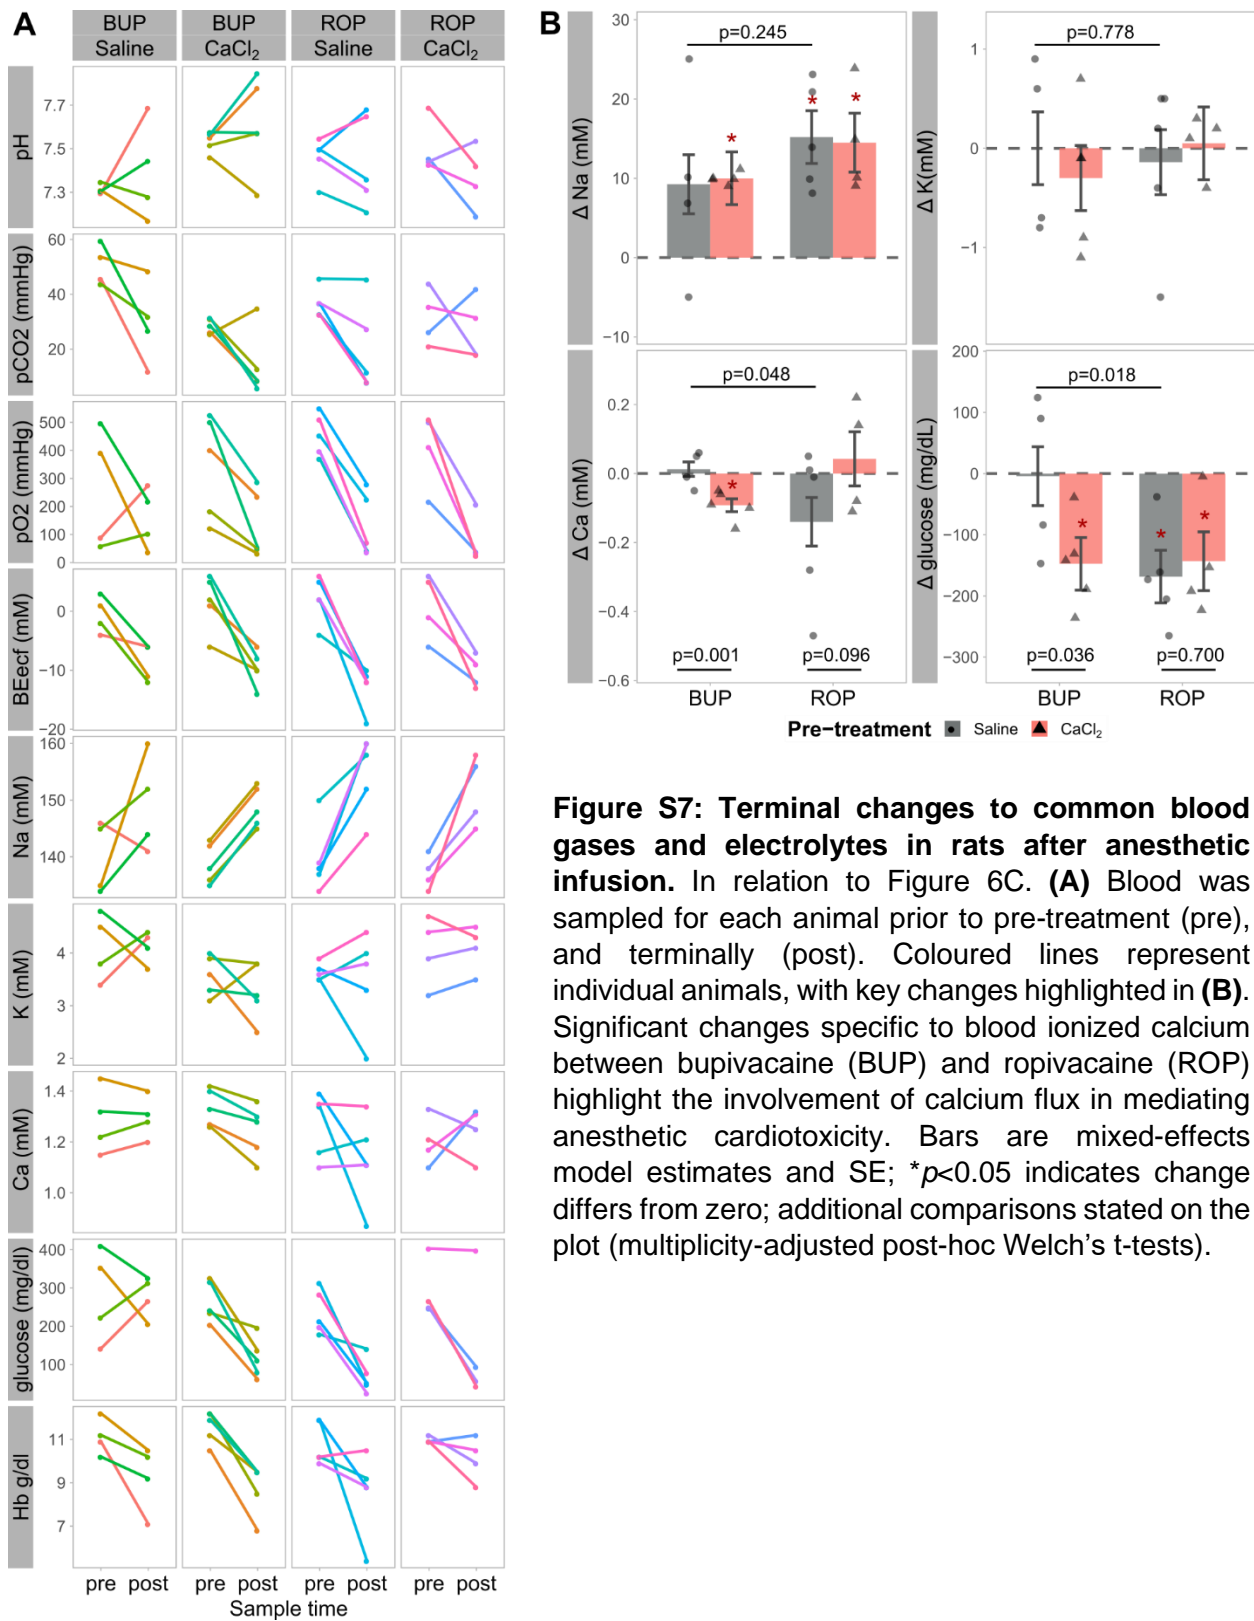 A
BUP
Saline
BUP
CaCl₂
ROP
Saline
ROP
CaCl₂
pH
7.7
7.5
7.3
pCO2 (mmHg)
60
40
20
pO2 (mmHg)
500
400
300
200
100
0
BEecf (mM)
0
−10
−20
Na (mM)
160
150
140
K (mM)
4
3
2
Ca (mM)
1.4
1.2
1.0
glucose (mg/dl)
400
300
200
100
Hb g/dl
11
9
7
pre post pre post pre post pre post
Sample time
B
Δ Na (mM)
30
20
10
0
−10
p=0.245
*
*
*
Δ K(mM)
1
0
−1
p=0.778
Δ Ca (mM)
0.2
0.0
−0.2
−0.4
−0.6
p=0.048
*
p=0.001
p=0.096
BUP ROP
Δ glucose (mg/dL)
200
100
0
−100
−200
−300
p=0.018
*
*
*
p=0.036
p=0.700
BUP ROP
Pre−treatment Saline CaCl₂
Figure S7: Terminal changes to common blood
gases and electrolytes in rats after anesthetic
infusion. In relation to Figure 6C. (A) Blood was
sampled for each animal prior to pre-treatment (pre),
and terminally (post). Coloured lines represent
individual animals, with key changes highlighted in (B).
Significant changes specific to blood ionized calcium
between bupivacaine (BUP) and ropivacaine (ROP)
highlight the involvement of calcium flux in mediating
anesthetic cardiotoxicity. Bars are mixed-effects
model estimates and SE; *p<0.05 indicates change
differs from zero; additional comparisons stated on the
plot (multiplicity-adjusted post-hoc Welch's t-tests).